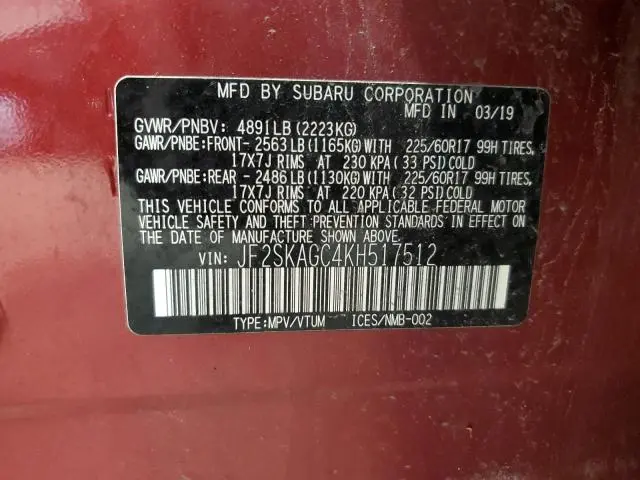 MFD BY SUBARU CORPORATION
MFD IN 03/19
GVWR/PNBV: 4891LB (2223KG)
GAWR/PNBE:FRONT- 2563LB(1165KG)WITH 225/60R17 99H TIRES,
17X7J RIMS AT 230 KPA (33 PSI)COLD
GAWR/PNBE:REAR - 2486LB(1130KG)WITH 225/60R17 99H TIRES,
17X7J RIMS AT 220 KPA (32 PSI)COLD
THIS VEHICLE CONFORMS TO ALL APPLICABLE FEDERAL MOTOR
VEHICLE SAFETY AND THEFT PREVENTION STANDARDS IN EFFECT
ON THE DATE OF MANUFACTURE SHOWN ABOVE.
VIN: JF2SKAGC4KH517512
TYPE:MPV/VTUM ICES/NMB-002